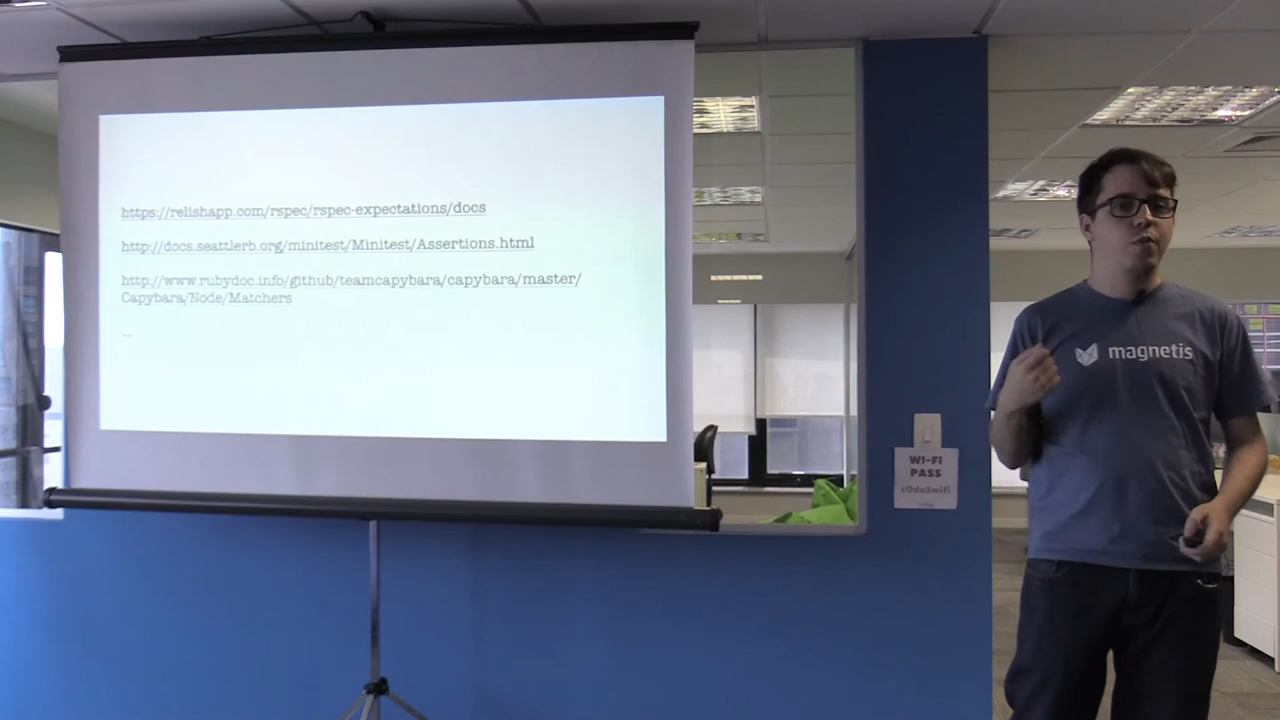 https://relishapp.com/rspec/rspec-expectations/docs
http://docs.seattlerb.org/minitest/Minitest/Assertions.html
http://www.rubydoc.info/github/teamcapybara/capybara/master/
Capybara/Node/Matchers
...
magnetis
WI-FI
PASS
c0du5wifi